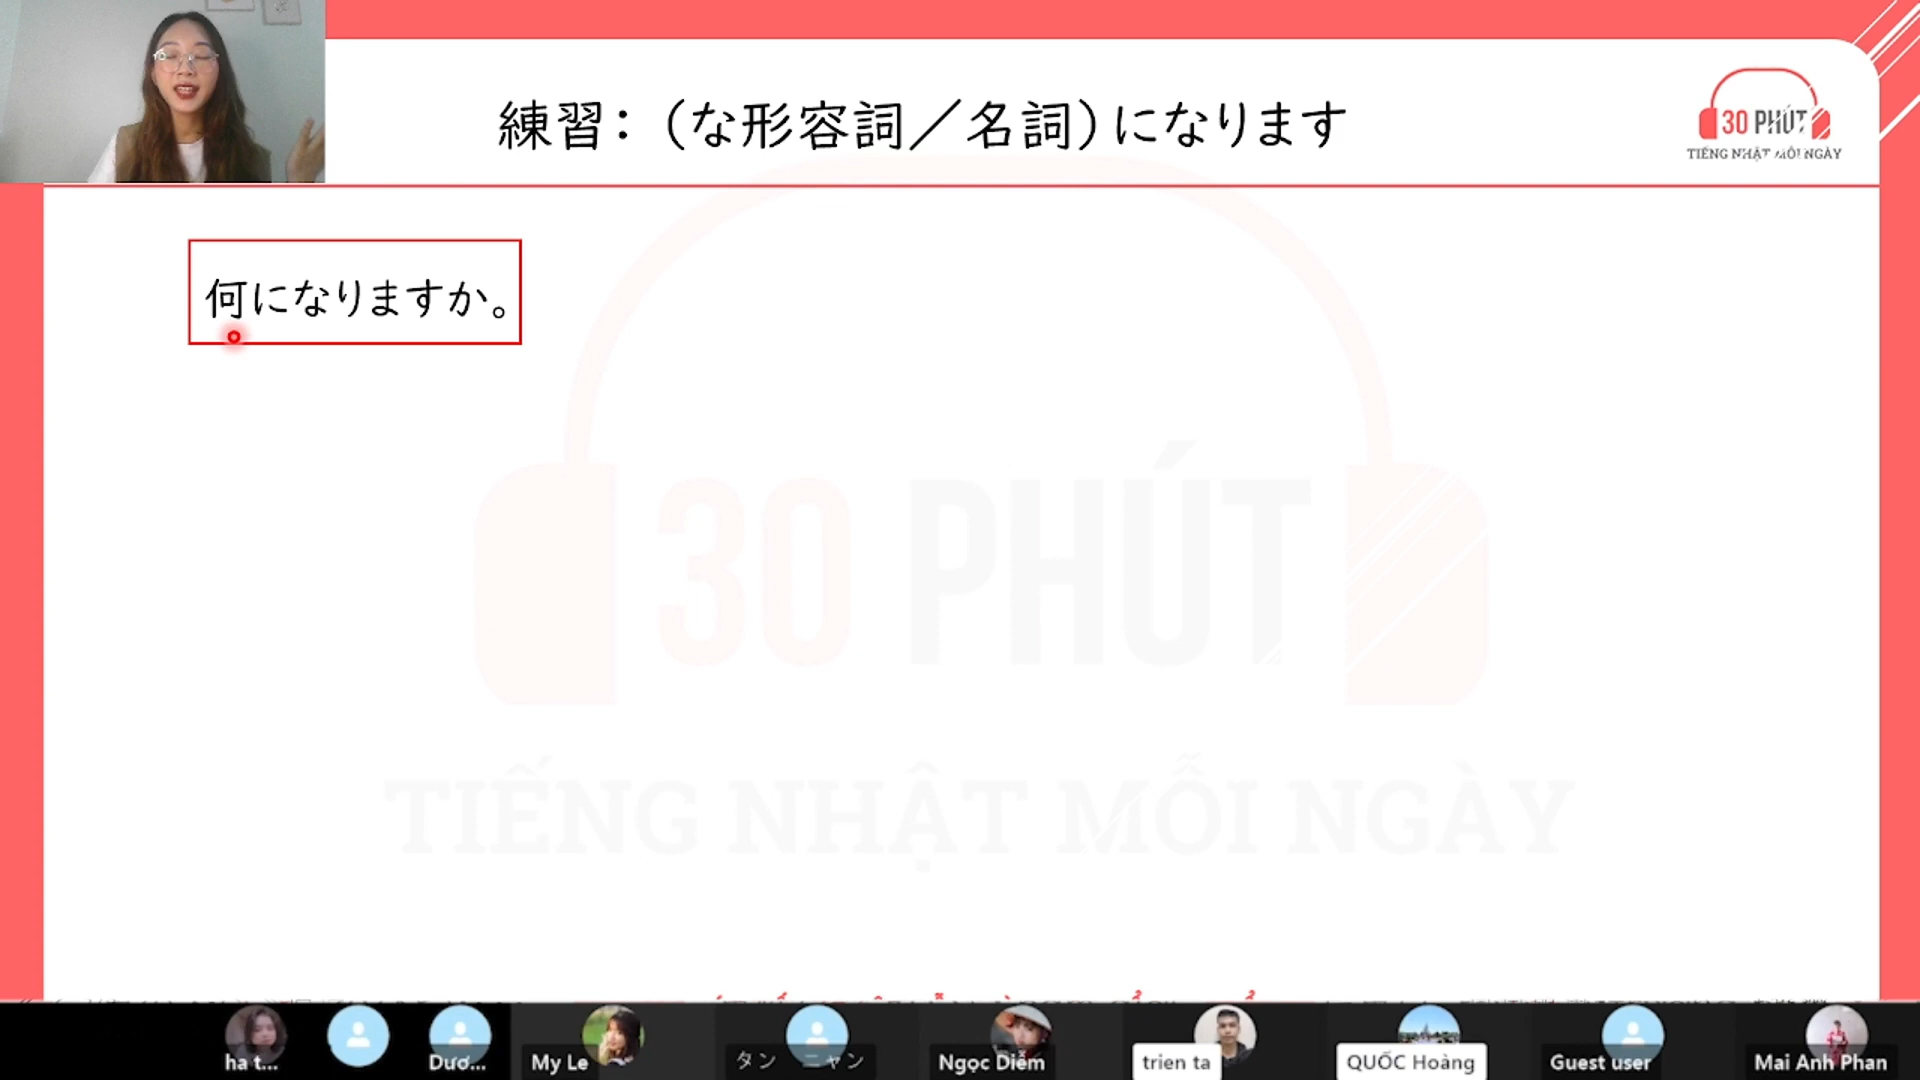 練習：（な形容詞／名詞）になります
30 PHÚT
TIẾNG NHẬT MỖI NGÀY
何になりますか。
30 PHÚT
TIẾNG NHẬT MỖI NGÀY
ha t...
Dươ...
My Le
タン ニャン
Ngọc Diễm
trien ta
QUỐC Hoàng
Guest user
Mai Anh Phan